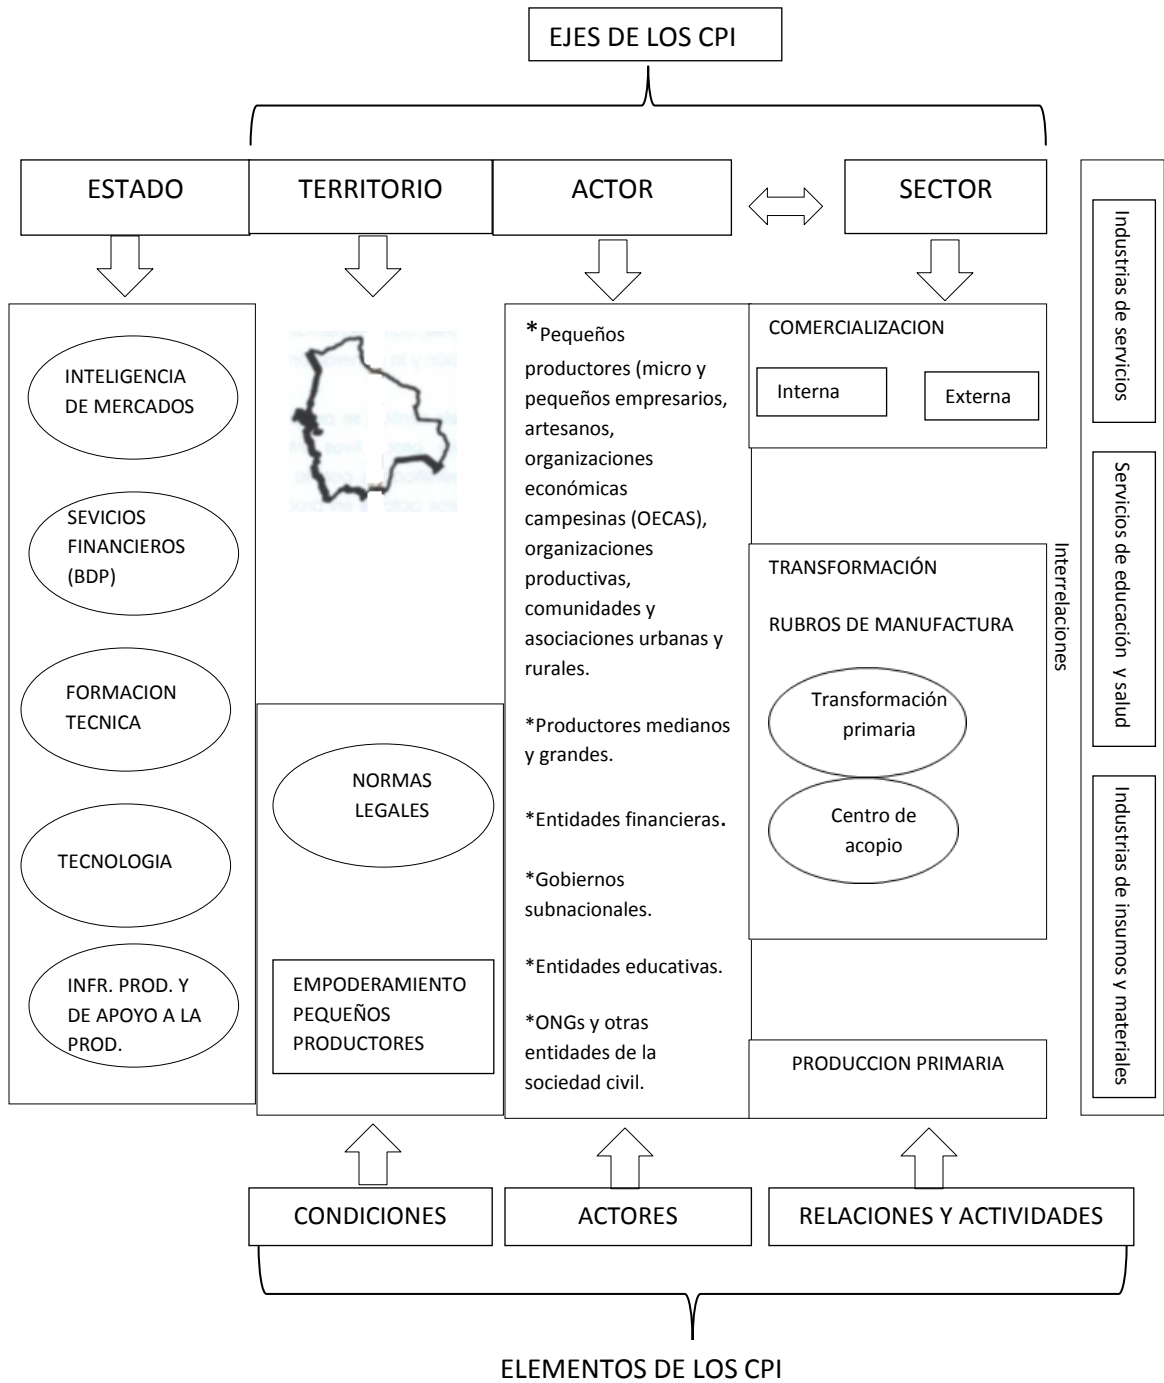 EJES DE LOS CPI
ESTADO
TERRITORIO
ACTOR
SECTOR
INTELIGENCIA
DE MERCADOS
SEVICIOS
FINANCIEROS
(BDP)
FORMACION
TECNICA
TECNOLOGIA
INFR. PROD. Y
DE APOYO A LA
PROD.
NORMAS
LEGALES
EMPODERAMIENTO
PEQUEÑOS
PRODUCTORES
*Pequeños
productores (micro y
pequeños empresarios,
artesanos,
organizaciones
económicas
campesinas (OECAS),
organizaciones
productivas,
comunidades y
asociaciones urbanas y
rurales.
*Productores medianos
y grandes.
*Entidades financieras.
*Gobiernos
subnacionales.
*Entidades educativas.
*ONGs y otras
entidades de la
sociedad civil.
COMERCIALIZACION
Interna
Externa
TRANSFORMACIÓN
RUBROS DE MANUFACTURA
Transformación
primaria
Centro de
acopio
PRODUCCION PRIMARIA
Interrelaciones
Industrias de servicios
Servicios de educación y salud
Industrias de insumos y materiales
CONDICIONES
ACTORES
RELACIONES Y ACTIVIDADES
ELEMENTOS DE LOS CPI